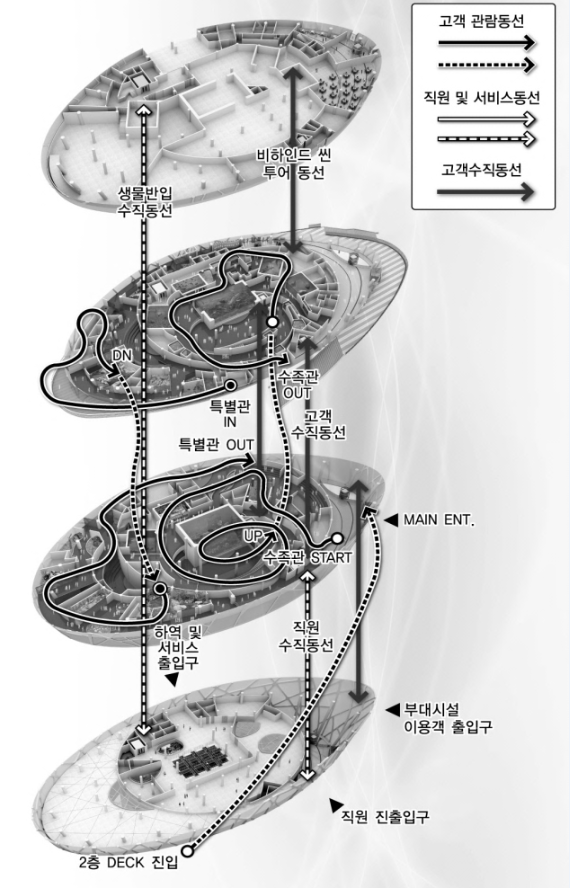 고객 관람동선
직원 및 서비스동선
고객수직동선
비하인드 씬
투어 동선
생물반입
수직동선
DN
수족관
OUT
특별관
IN
고객
수직동선
특별관 OUT
MAIN ENT.
UP
수족관 START
하역 및
서비스
출입구
직원
수직동선
부대시설
이용객 출입구
직원 진출입구
2층 DECK 진입